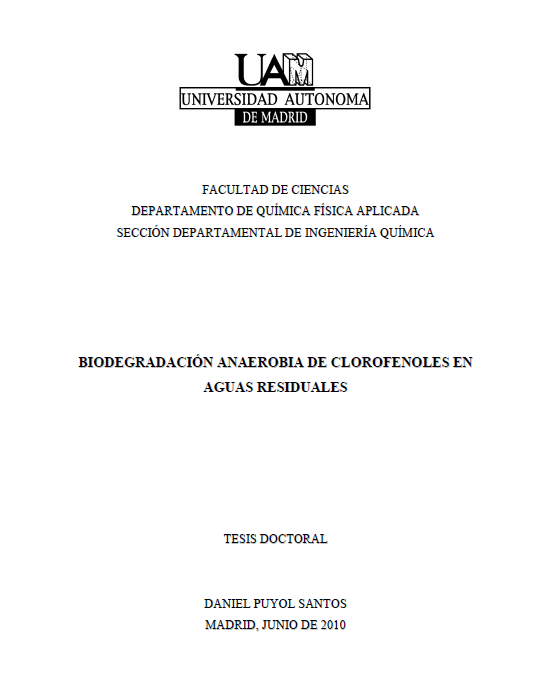 UAM
UNIVERSIDAD AUTONOMA
DE MADRID
FACULTAD DE CIENCIAS
DEPARTAMENTO DE QUÍMICA FÍSICA APLICADA
SECCIÓN DEPARTAMENTAL DE INGENIERÍA QUÍMICA
BIODEGRADACIÓN ANAEROBIA DE CLOROFENOLES EN
AGUAS RESIDUALES
TESIS DOCTORAL
DANIEL PUYOL SANTOS
MADRID, JUNIO DE 2010